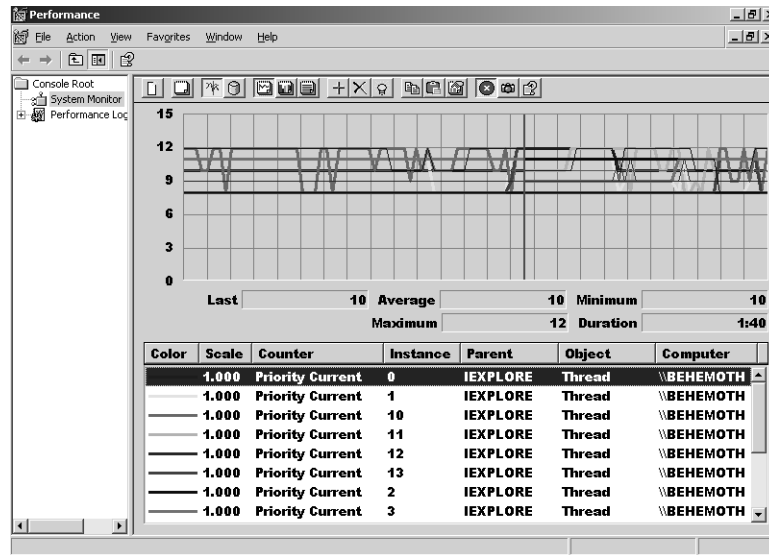 Performance
File Action View Favorites Window Help
Console Root
System Monitor
Performance Log
15
12
9
6
3
0
Last 10 Average 10 Minimum 10
Maximum 12 Duration 1:40
Color Scale Counter Instance Parent Object Computer
1.000 Priority Current 0 IEXPLORE Thread \\BEHEMOTH
1.000 Priority Current 1 IEXPLORE Thread \\BEHEMOTH
1.000 Priority Current 10 IEXPLORE Thread \\BEHEMOTH
1.000 Priority Current 11 IEXPLORE Thread \\BEHEMOTH
1.000 Priority Current 12 IEXPLORE Thread \\BEHEMOTH
1.000 Priority Current 13 IEXPLORE Thread \\BEHEMOTH
1.000 Priority Current 2 IEXPLORE Thread \\BEHEMOTH
1.000 Priority Current 3 IEXPLORE Thread \\BEHEMOTH